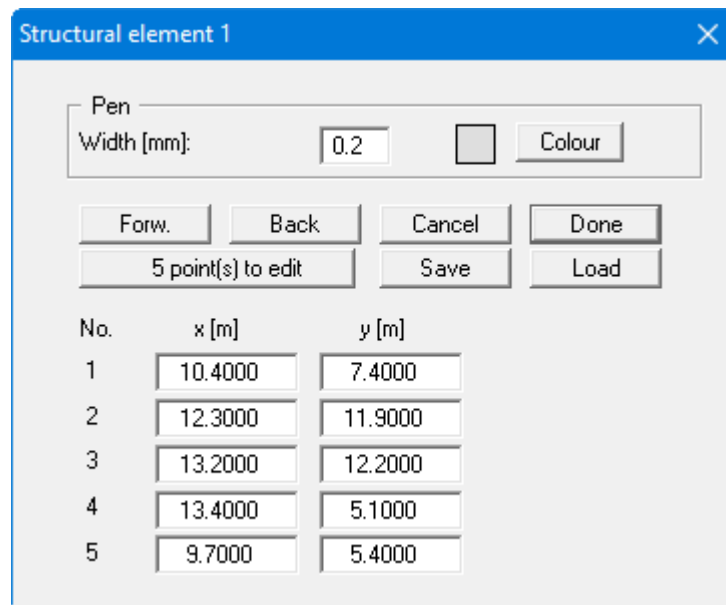 Structural element 1
Pen
Width [mm]: 0.2 Colour
Forw. Back Cancel Done
5 point(s) to edit Save Load
No. x [m] y [m]
1 10.4000 7.4000
2 12.3000 11.9000
3 13.2000 12.2000
4 13.4000 5.1000
5 9.7000 5.4000